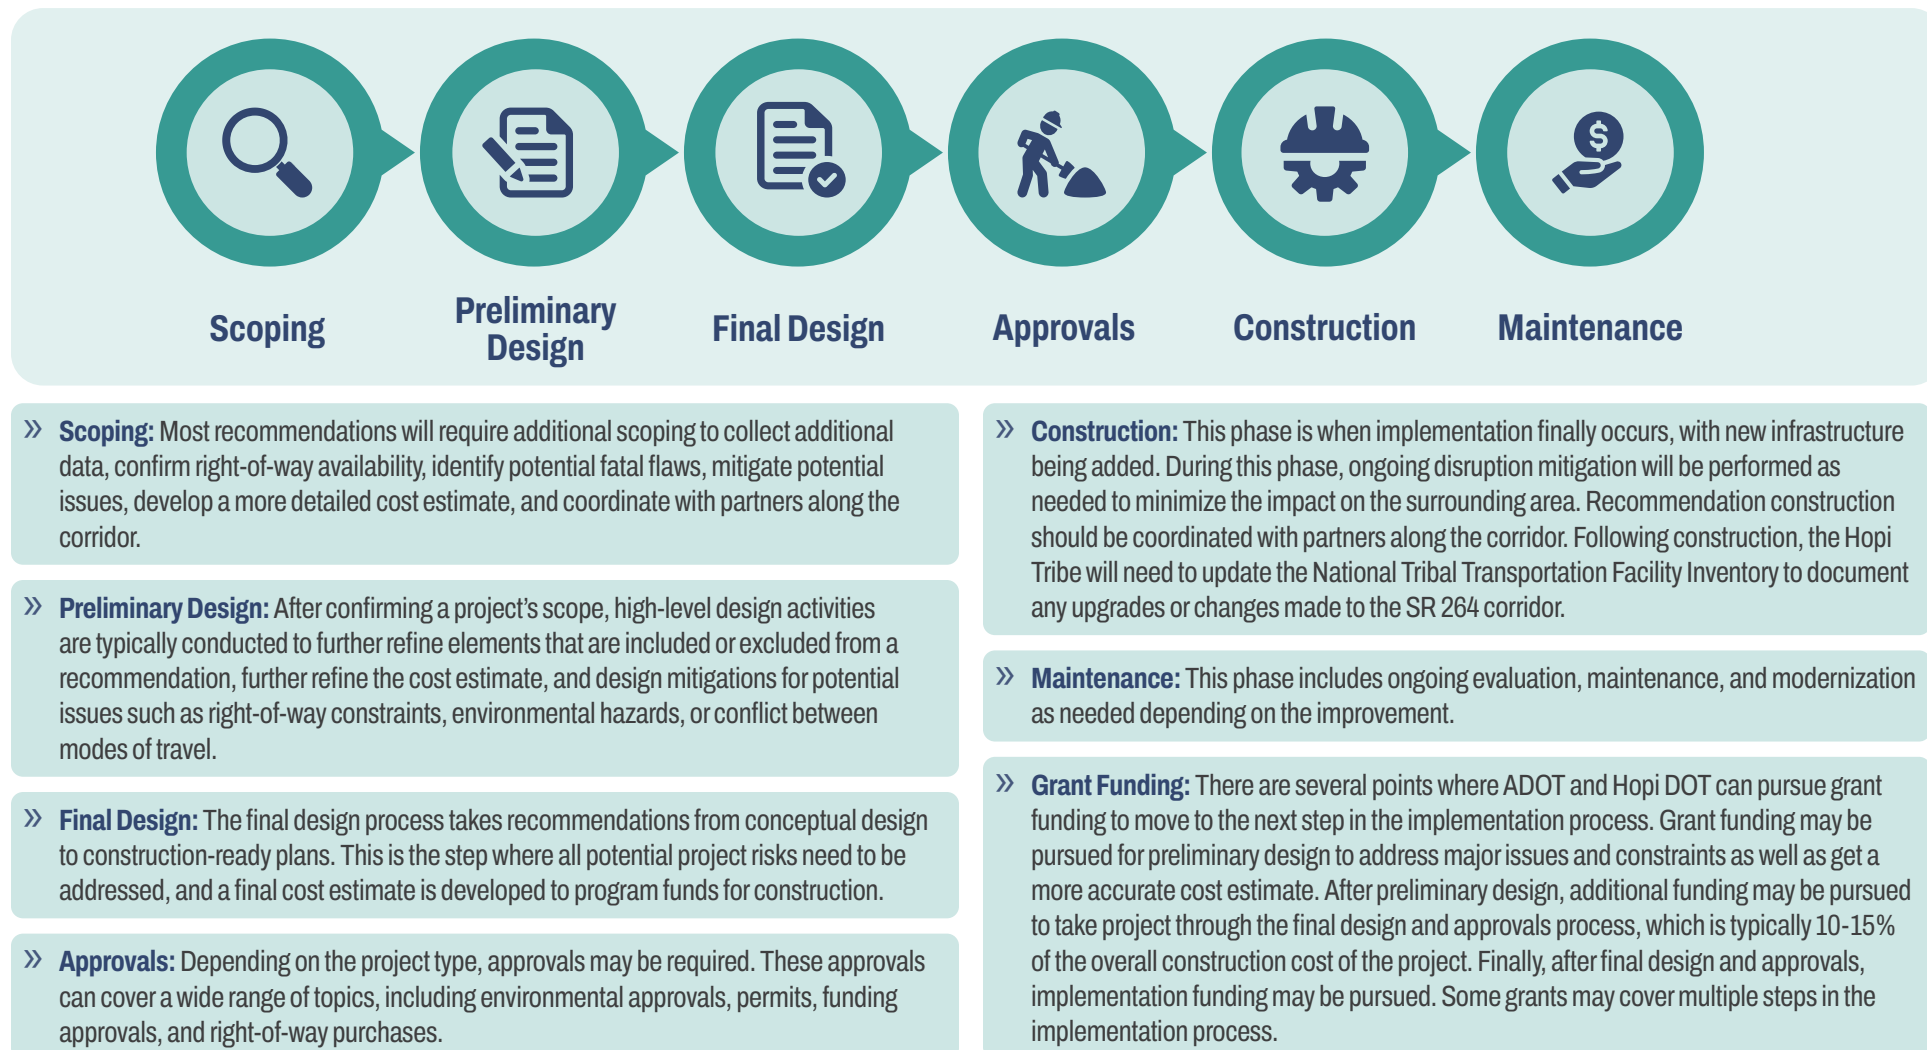 Scoping
Preliminary
Design
Final Design
Approvals
Construction
Maintenance
» Scoping: Most recommendations will require additional scoping to collect additional
data, confirm right-of-way availability, identify potential fatal flaws, mitigate potential
issues, develop a more detailed cost estimate, and coordinate with partners along the
corridor.
» Preliminary Design: After confirming a project’s scope, high-level design activities
are typically conducted to further refine elements that are included or excluded from a
recommendation, further refine the cost estimate, and design mitigations for potential
issues such as right-of-way constraints, environmental hazards, or conflict between
modes of travel.
» Final Design: The final design process takes recommendations from conceptual design
to construction-ready plans. This is the step where all potential project risks need to be
addressed, and a final cost estimate is developed to program funds for construction.
» Approvals: Depending on the project type, approvals may be required. These approvals
can cover a wide range of topics, including environmental approvals, permits, funding
approvals, and right-of-way purchases.
» Construction: This phase is when implementation finally occurs, with new infrastructure
being added. During this phase, ongoing disruption mitigation will be performed as
needed to minimize the impact on the surrounding area. Recommendation construction
should be coordinated with partners along the corridor. Following construction, the Hopi
Tribe will need to update the National Tribal Transportation Facility Inventory to document
any upgrades or changes made to the SR 264 corridor.
» Maintenance: This phase includes ongoing evaluation, maintenance, and modernization
as needed depending on the improvement.
» Grant Funding: There are several points where ADOT and Hopi DOT can pursue grant
funding to move to the next step in the implementation process. Grant funding may be
pursued for preliminary design to address major issues and constraints as well as get a
more accurate cost estimate. After preliminary design, additional funding may be pursued
to take project through the final design and approvals process, which is typically 10-15%
of the overall construction cost of the project. Finally, after final design and approvals,
implementation funding may be pursued. Some grants may cover multiple steps in the
implementation process.